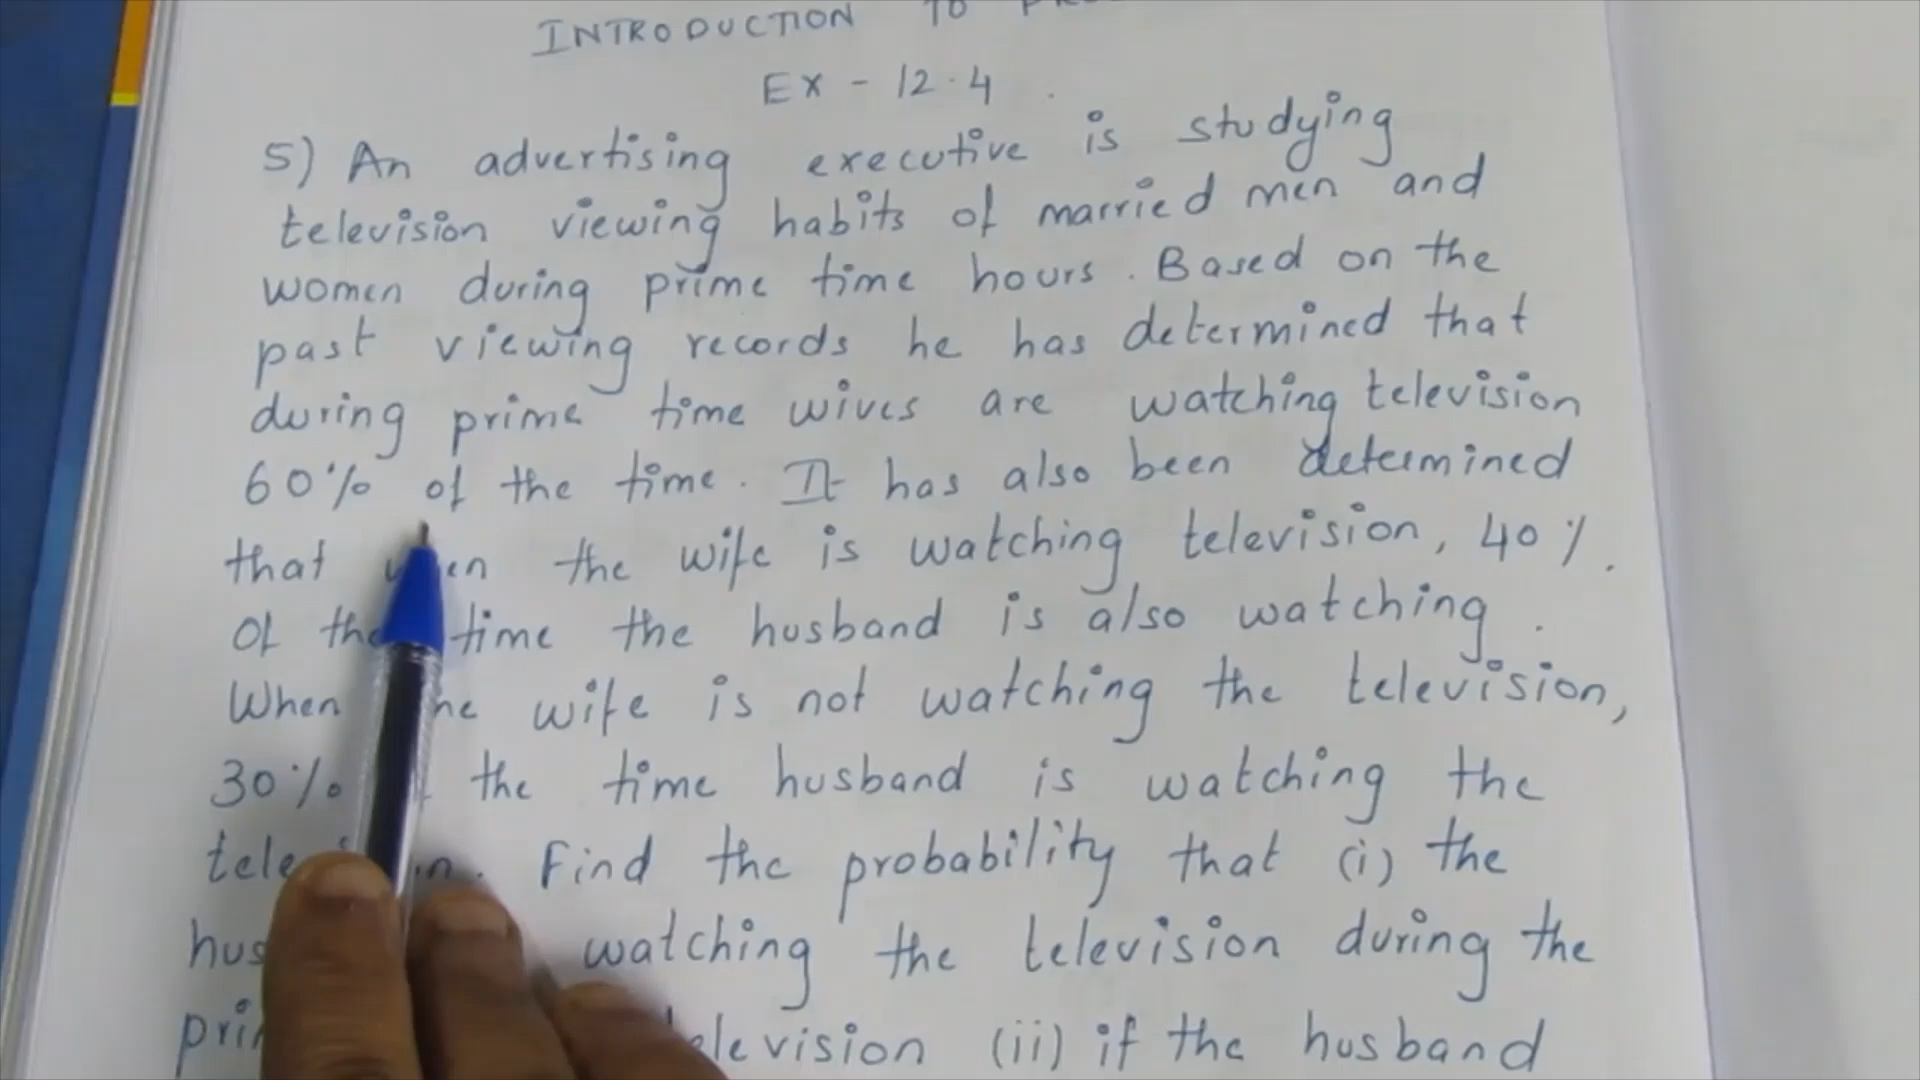 INTRODUCTION TO
EX - 12.4
5) An advertising executive is studying
television viewing habits of married men and
women during prime time hours. Based on the
past viewing records he has determined that
during prime time wives are watching television
60% of the time. It has also been determined
that the wife is watching television, 40%.
Of the time the husband is also watching.
When wife is not watching the television,
30% the time husband is watching the
Find the probability that (i) the
watching the television during the
(ii) if the husband